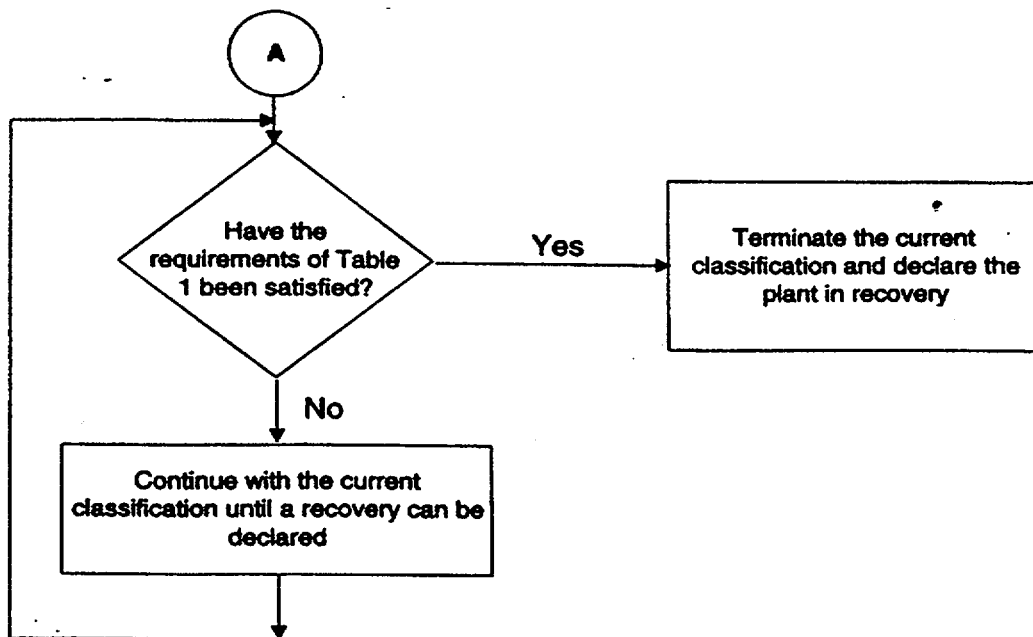 A
Have the
requirements of Table
1 been satisfied?
Yes
Terminate the current
classification and declare the
plant in recovery
No
Continue with the current
classification until a recovery can be
declared